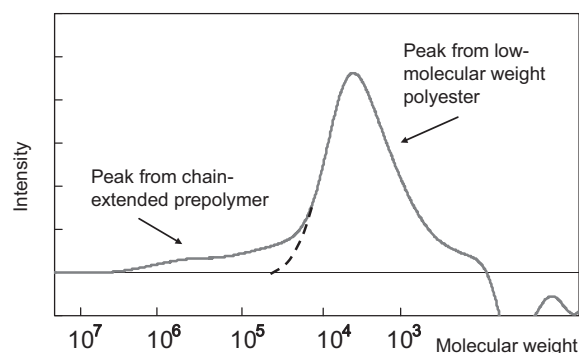 Peak from low-
molecular weight
polyester
Peak from chain-
extended prepolymer
Intensity
10⁷ 10⁶ 10⁵ 10⁴ 10³ Molecular weight